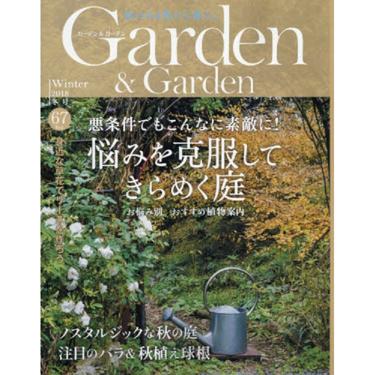 Garden
ガーデン&ガーデン
& Garden
Winter
2018
冬号
67
悪条件でもこんなに素敵に!
悩みを克服して
きらめく庭
お悩み別 おすすめ植物案内
ノスタルジックな秋の庭
注目のバラ&秋植え球根